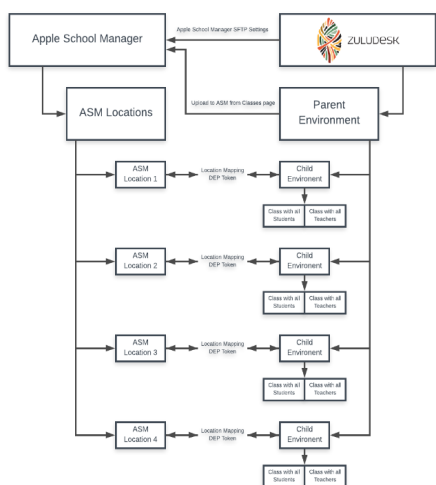 Apple School Manager
Apple School Manager SFTP Settings
ZULUDESK
Upload to ASM from Classes page
ASM Locations
Parent
Environment
ASM
Location 1
Location Mapping
DEP Token
Child
Environent
Class with all
Students
Class with all
Teachers
ASM
Location 2
Location Mapping
DEP Token
Child
Environent
Class with all
Students
Class with all
Teachers
ASM
Location 3
Location Mapping
DEP Token
Child
Environent
Class with all
Students
Class with all
Teachers
ASM
Location 4
Location Mapping
DEP Token
Child
Environent
Class with all
Students
Class with all
Teachers